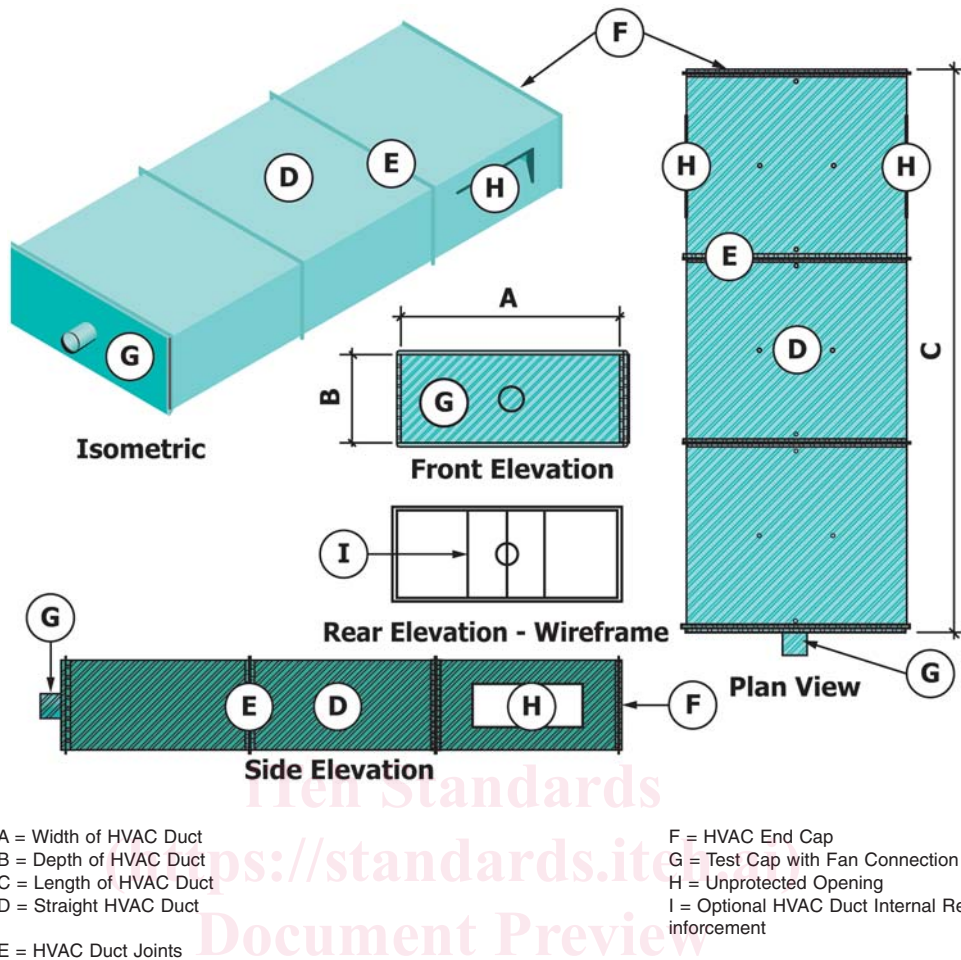 F
D
E
H
G
Isometric
A
B
G
Front Elevation
I
Rear Elevation - Wireframe
H
H
E
D
C
G
Plan View
G
E
D
H
F
Side Elevation
iTeh Standards
(https://standards.iteh.ai)
Document Preview
A = Width of HVAC Duct
B = Depth of HVAC Duct
C = Length of HVAC Duct
D = Straight HVAC Duct
E = HVAC Duct Joints
F = HVAC End Cap
G = Test Cap with Fan Connection
H = Unprotected Opening
I = Optional HVAC Duct Internal Re
inforcement